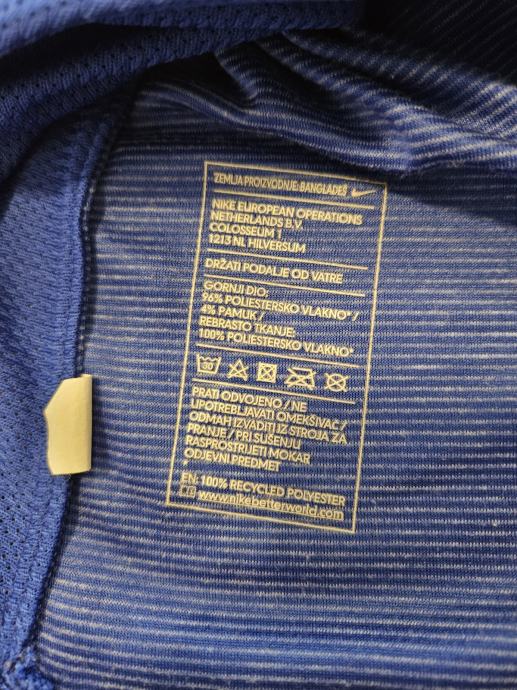 ZEMLJA PROIZVODNJE: BANGLADEŠ
NIKE EUROPEAN OPERATIONS
NETHERLANDS B.V.
COLOSSEUM 1
1213 NL HILVERSUM
DRŽATI PODALJE OD VATRE
GORNJI DIO:
96% POLIESTERSKO VLAKNO* /
4% PAMUK /
REBRASTO TKANJE:
100% POLIESTERSKO VLAKNO*
30
PRATI ODVOJENO / NE
UPOTREBLJAVATI OMEKŠIVAČ /
ODMAH IZVADITI IZ STROJA ZA
PRANJE / PRI SUŠENJU
RASPROSTRIJETI MOKAR
ODJEVNI PREDMET
*
EN: 100% RECYCLED POLYESTER
www.nikebetterworld.com